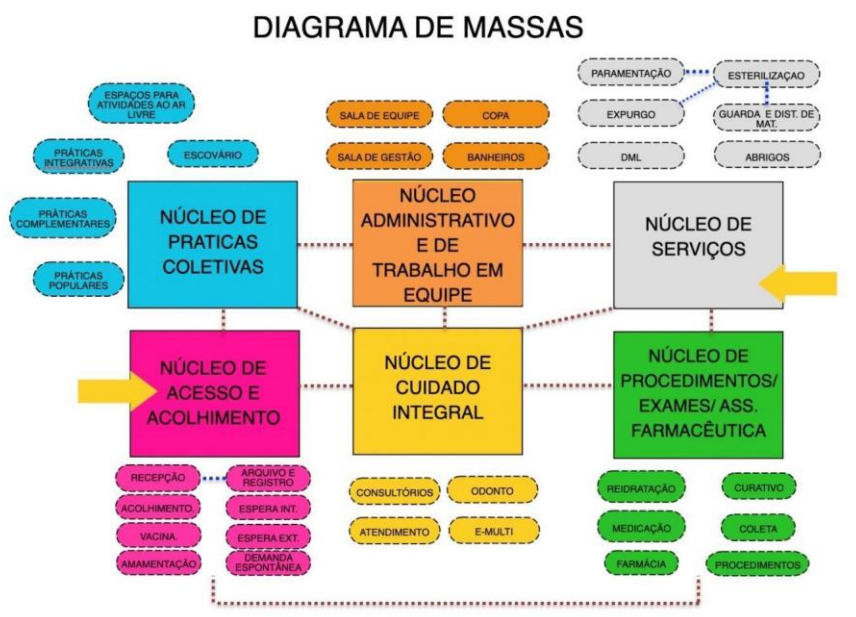 DIAGRAMA DE MASSAS
ESPAÇOS PARA
ATIVIDADES AO AR
LIVRE
PRÁTICAS
INTEGRATIVAS
ESCOVÁRIO
PRÁTICAS
COMPLEMENTARES
PRÁTICAS
POPULARES
SALA DE EQUIPE
COPA
SALA DE GESTÃO
BANHEIROS
PARAMENTAÇÃO
ESTERILIZAÇAO
EXPURGO
GUARDA E DIST. DE
MAT.
DML
ABRIGOS
NÚCLEO DE
PRATICAS
COLETIVAS
NÚCLEO
ADMINISTRATIVO
E DE
TRABALHO EM
EQUIPE
NÚCLEO DE
SERVIÇOS
NÚCLEO DE
ACESSO E
ACOLHIMENTO
NÚCLEO DE
CUIDADO
INTEGRAL
NÚCLEO DE
PROCEDIMENTOS/
EXAMES/ ASS.
FARMACÊUTICA
RECEPÇÃO
ARQUIVO E
REGISTRO
ACOLHIMENTO.
ESPERA INT.
VACINA.
ESPERA EXT.
AMAMENTAÇÃO
DEMANDA
ESPONTÂNEA
CONSULTÓRIOS
ODONTO
ATENDIMENTO
E-MULTI
REIDRATAÇÃO
CURATIVO
MEDICAÇÃO
COLETA
FARMÁCIA
PROCEDIMENTOS